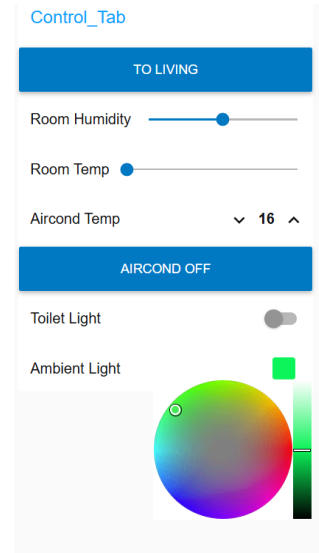 Control_Tab
TO LIVING
Room Humidity
Room Temp
Aircond Temp 16
AIRCOND OFF
Toilet Light
Ambient Light